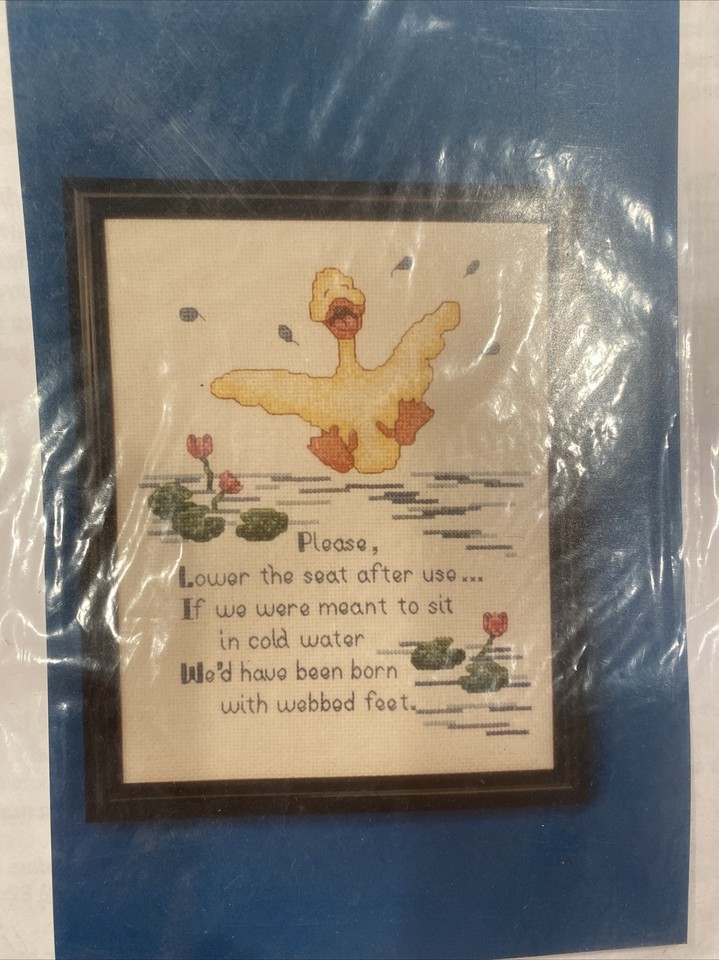 Please,
Lower the seat after use...
If we were meant to sit
in cold water
We'd have been born
with webbed feet.